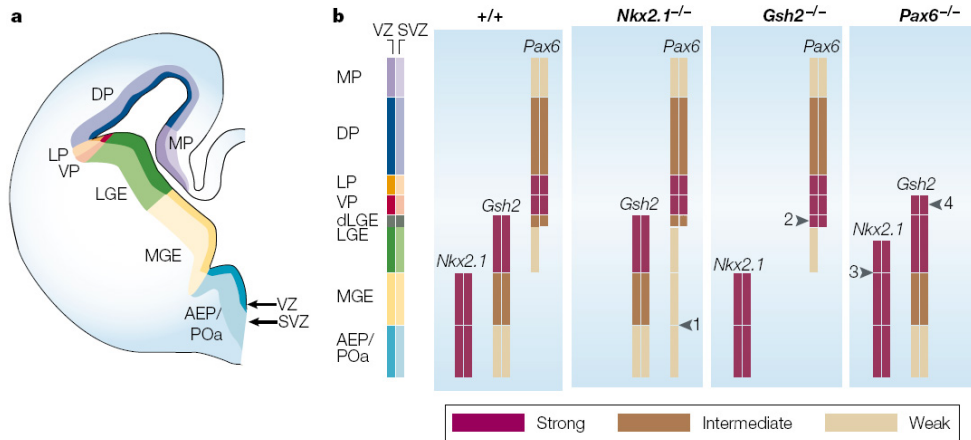 a
DP
MP
LP
VP
LGE
MGE
AEP/
POa
VZ
SVZ
b
+/+
Nkx2.1–/–
Gsh2–/–
Pax6–/–
VZ SVZ
MP
DP
LP
VP
dLGE
LGE
MGE
AEP/
POa
Pax6
Gsh2
Nkx2.1
Pax6
Gsh2
1
Pax6
2
Nkx2.1
Gsh2
4
Nkx2.1
3
Strong Intermediate Weak